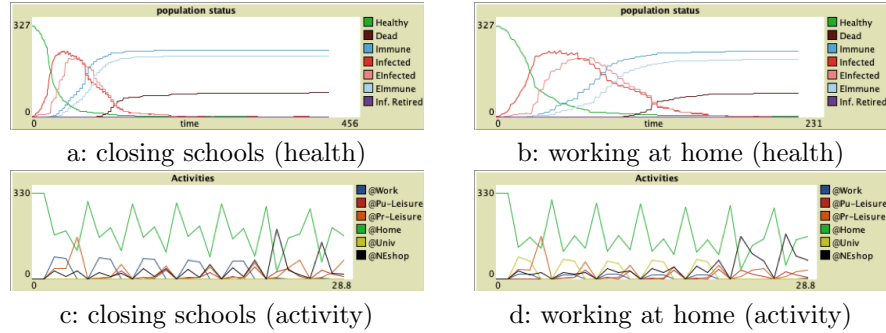 population status
327
0
0
time
456
Healthy
Dead
Immune
Infected
EInfected
EImmune
Inf. Retired
a: closing schools (health)
population status
327
0
0
time
231
Healthy
Dead
Immune
Infected
EInfected
EImmune
Inf. Retired
b: working at home (health)
Activities
330
0
0
28.8
@Work
@Pu-Leisure
@Pr-Leisure
@Home
@Univ
@NEshop
c: closing schools (activity)
Activities
330
0
0
28.8
@Work
@Pu-Leisure
@Pr-Leisure
@Home
@Univ
@NEshop
d: working at home (activity)